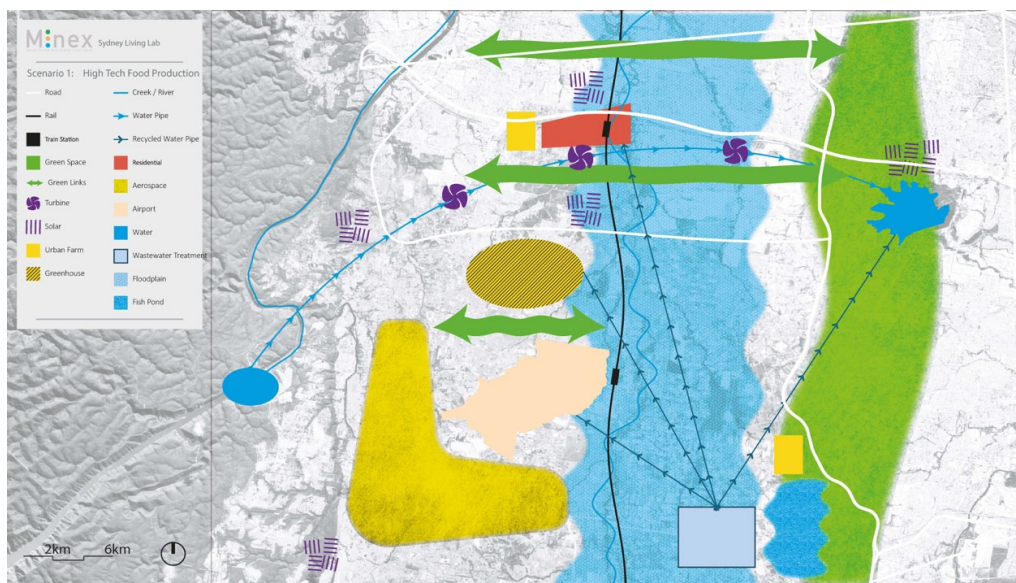 Minex Sydney Living Lab
Scenario 1: High Tech Food Production
Road
Rail
Train Station
Green Space
Green Links
Turbine
Solar
Urban Farm
Greenhouse
Creek / River
Water Pipe
Recycled Water Pipe
Residential
Aerospace
Airport
Water
Wastewater Treatment
Floodplain
Fish Pond
2km 6km